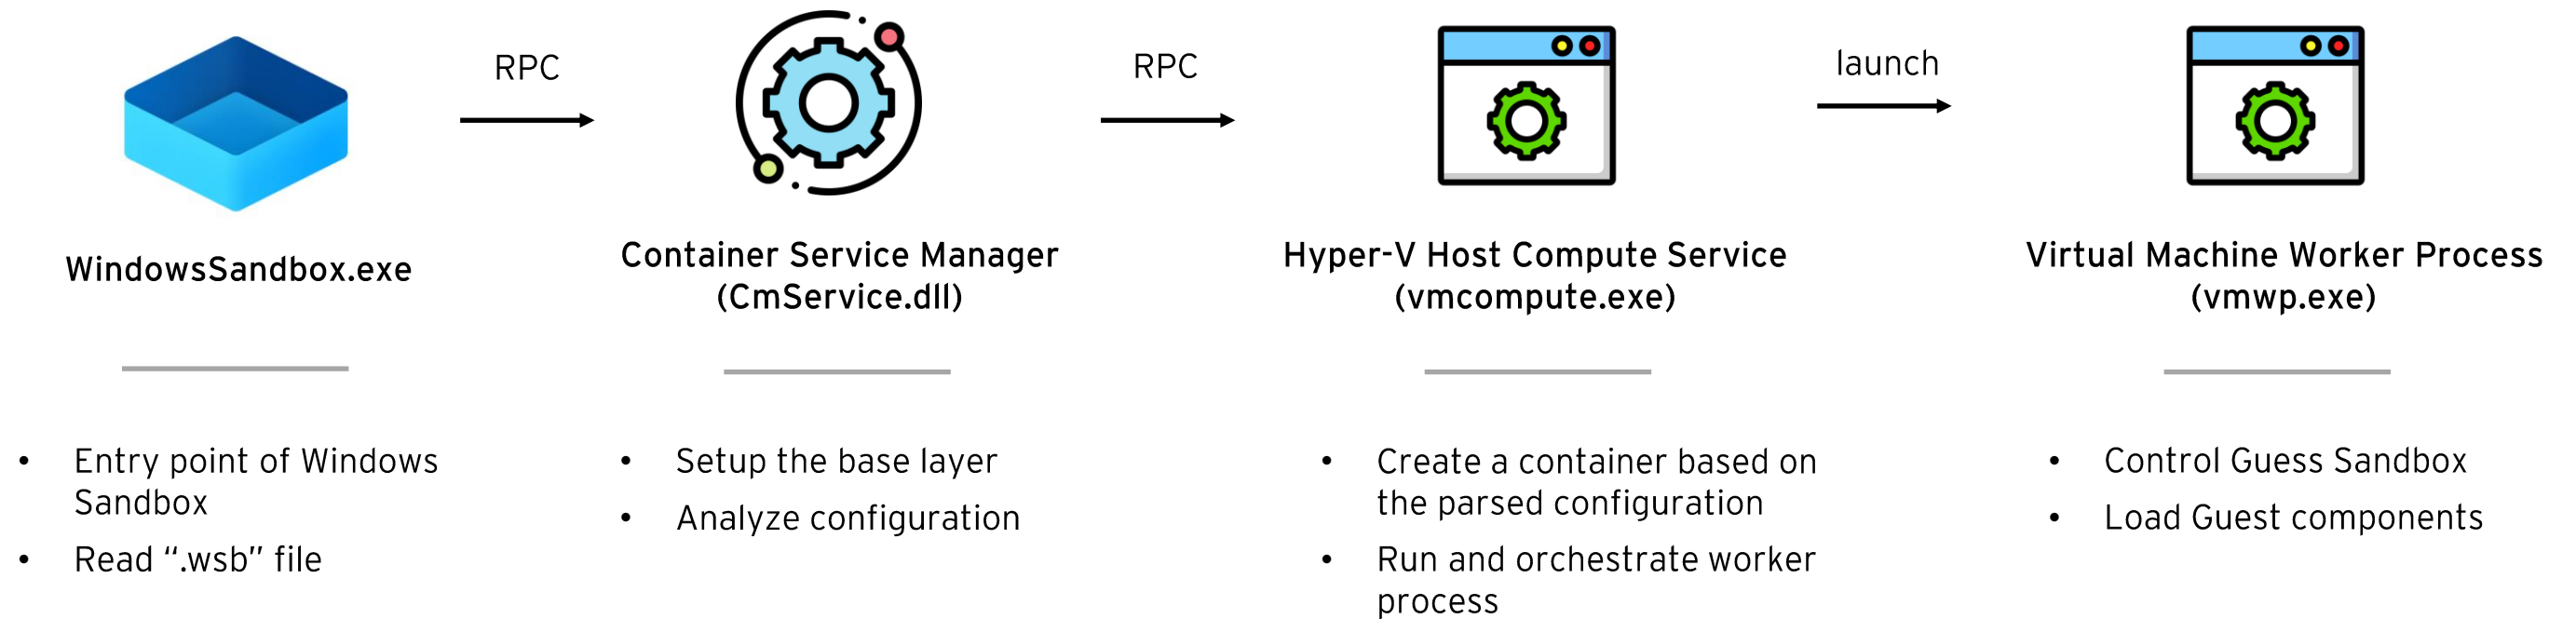 RPC
RPC
launch
WindowsSandbox.exe
Container Service Manager
(CmService.dll)
Hyper-V Host Compute Service
(vmcompute.exe)
Virtual Machine Worker Process
(vmwp.exe)
• Entry point of Windows
Sandbox
• Read “.wsb” file
• Setup the base layer
• Analyze configuration
• Create a container based on
the parsed configuration
• Run and orchestrate worker
process
• Control Guess Sandbox
• Load Guest components